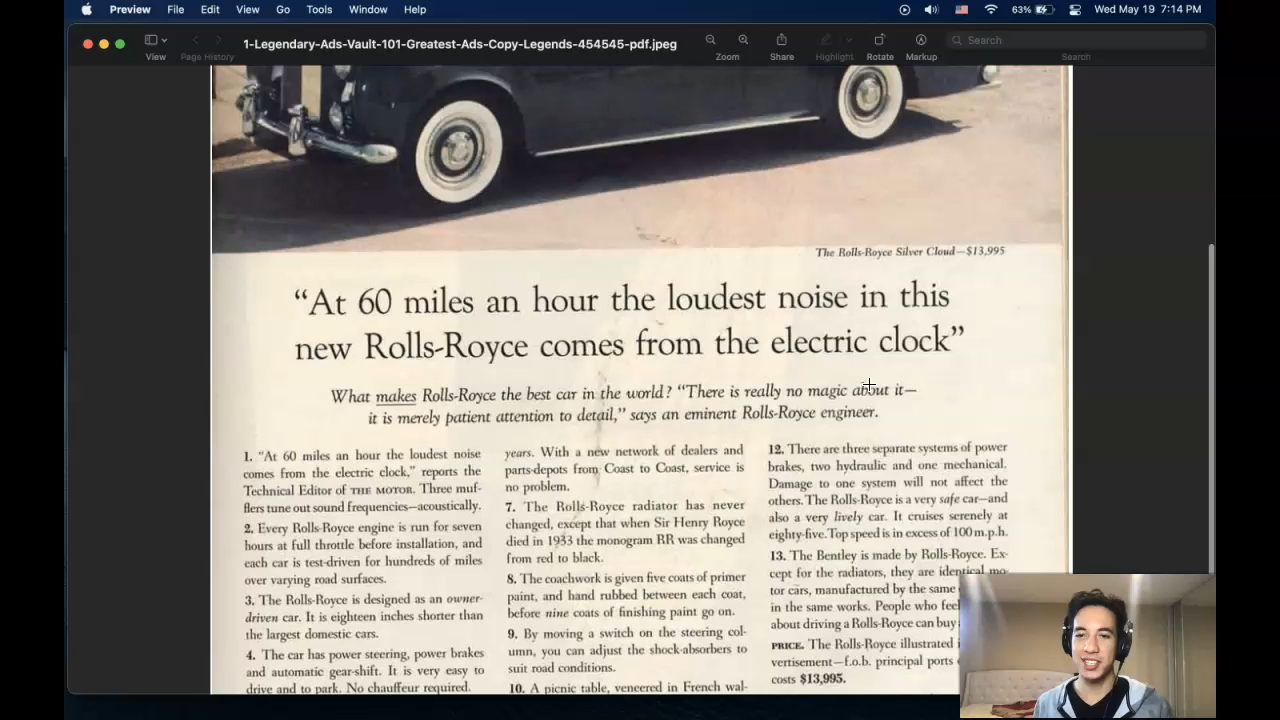 Preview File Edit View Go Tools Window Help 63% Wed May 19 7:14 PM
1-Legendary-Ads-Vault-101-Greatest-Ads-Copy-Legends-454545-pdf.jpeg
Search
View Page History Zoom Share Highlight Rotate Markup Search
The Rolls-Royce Silver Cloud—$13,995
“At 60 miles an hour the loudest noise in this
new Rolls-Royce comes from the electric clock”
What makes Rolls-Royce the best car in the world? “There is really no magic about it—
it is merely patient attention to detail,” says an eminent Rolls-Royce engineer.
1. “At 60 miles an hour the loudest noise
comes from the electric clock,” reports the
Technical Editor of THE MOTOR. Three muf-
flers tune out sound frequencies—acoustically.
2. Every Rolls-Royce engine is run for seven
hours at full throttle before installation, and
each car is test-driven for hundreds of miles
over varying road surfaces.
3. The Rolls-Royce is designed as an owner-
driven car. It is eighteen inches shorter than
the largest domestic cars.
4. The car has power steering, power brakes
and automatic gear-shift. It is very easy to
drive and to park. No chauffeur required.
years. With a new network of dealers and
parts-depots from Coast to Coast, service is
no problem.
7. The Rolls-Royce radiator has never
changed, except that when Sir Henry Royce
died in 1933 the monogram RR was changed
from red to black.
8. The coachwork is given five coats of primer
paint, and hand rubbed between each coat,
before nine coats of finishing paint go on.
9. By moving a switch on the steering col-
umn, you can adjust the shock-absorbers to
suit road conditions.
10. A picnic table, veneered in French wal-
12. There are three separate systems of power
brakes, two hydraulic and one mechanical.
Damage to one system will not affect the
others. The Rolls-Royce is a very safe car—and
also a very lively car. It cruises serenely at
eighty-five. Top speed is in excess of 100 m.p.h.
13. The Bentley is made by Rolls-Royce. Ex-
cept for the radiators, they are identical mo-
tor cars, manufactured by the same
in the same works. People who feel
about driving a Rolls-Royce can buy
PRICE. The Rolls-Royce illustrated
vertisement—f.o.b. principal ports
costs $13,995.